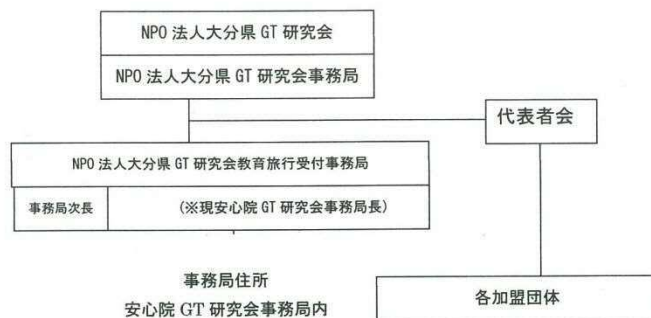 NPO 法人大分県 GT 研究会
NPO 法人大分県 GT 研究会事務局
代表者会
NPO 法人大分県 GT 研究会教育旅行受付事務局
事務局次長 (※現安心院 GT 研究会事務局長)
事務局住所
安心院 GT 研究会事務局内
各加盟団体